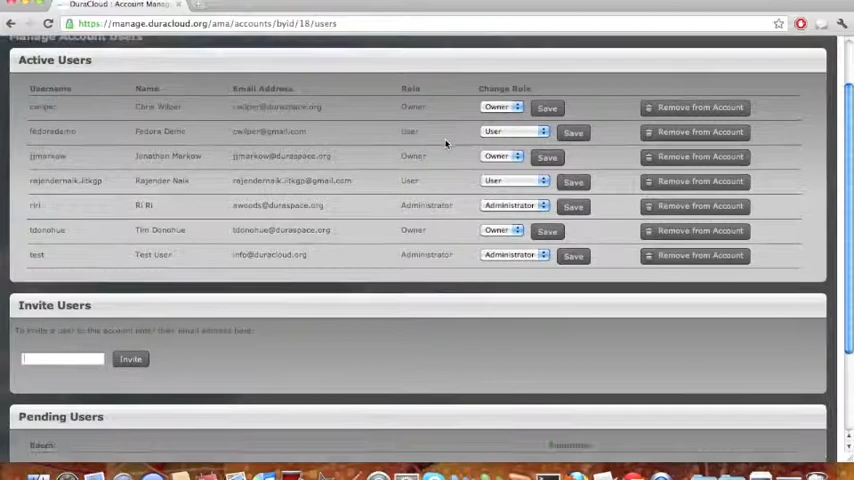 DuraCloud : Account Manag
https://manage.duracloud.org/ama/accounts/byid/18/users
Manage Account Users
Active Users
Username Name Email Address Role Change Role
cwilper Chris Wilper cwilper@duraspace.org Owner Owner Save Remove from Account
fedorademo Fedora Demo cwilper@gmail.com User User Save Remove from Account
jjmarkow Jonathan Markow jjmarkow@duraspace.org Owner Owner Save Remove from Account
rajendernaik.iitkgp Rajender Naik rajendernaik.iitkgp@gmail.com User User Save Remove from Account
riri Ri Ri awoods@duraspace.org Administrator Administrator Save Remove from Account
tdonohue Tim Donohue tdonohue@duraspace.org Owner Owner Save Remove from Account
test Test User info@duracloud.org Administrator Administrator Save Remove from Account
Invite Users
To invite a user to this account enter their email address here:
Invite
Pending Users